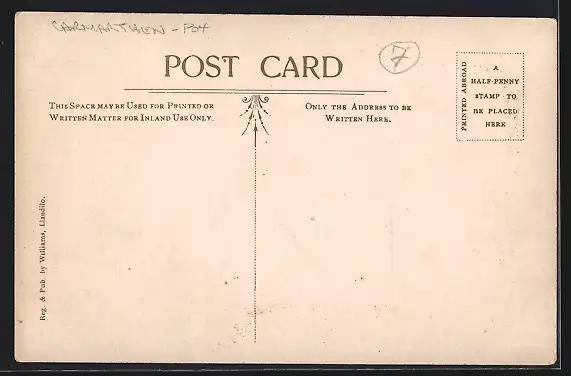 CARMARTHEN - Pot
7
POST CARD
THIS SPACE MAY BE USED FOR PRINTED OR
WRITTEN MATTER FOR INLAND USE ONLY.
ONLY THE ADDRESS TO BE
WRITTEN HERE.
PRINTED ABROAD
A
HALF-PENNY
STAMP TO
BE PLACED
HERE
Reg. & Pub. by Williams, Llandilo.